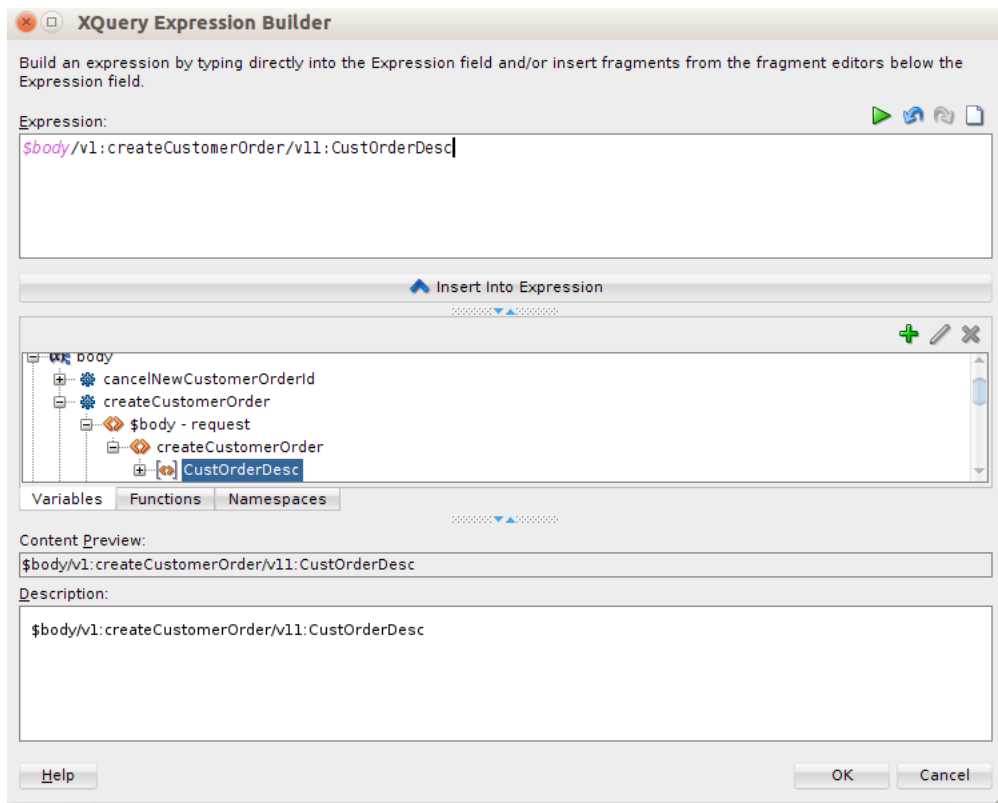 XQuery Expression Builder
Build an expression by typing directly into the Expression field and/or insert fragments from the fragment editors below the
Expression field.
Expression:
$body/v1:createCustomerOrder/v11:CustOrderDesc
Insert Into Expression
body
cancelNewCustomerOrderId
createCustomerOrder
$body - request
createCustomerOrder
CustOrderDesc
Variables Functions Namespaces
Content Preview:
$body/v1:createCustomerOrder/v11:CustOrderDesc
Description:
$body/v1:createCustomerOrder/v11:CustOrderDesc
Help OK Cancel